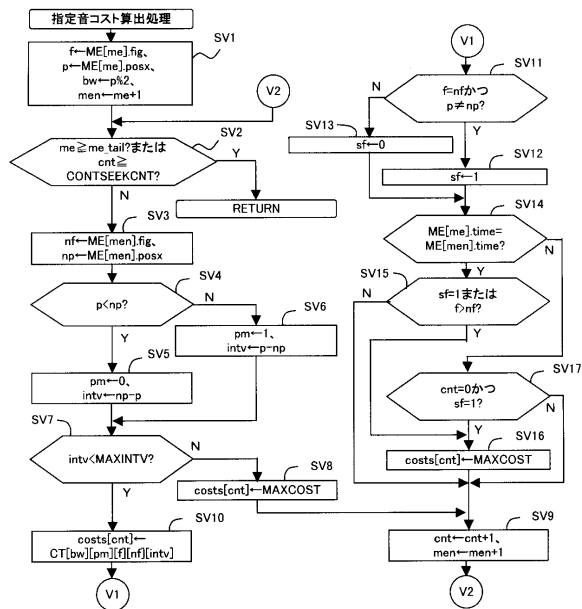 指定音コスト算出処理
SV1
f←ME[me].fig、
p←ME[me].posx、
bw←p%2、
men←me+1
V2
SV2
me≧me_tail?または
cnt≧
CONTSEEKCNT?
Y
N
RETURN
SV3
nf←ME[men].fig、
np←ME[men].posx
SV4
p<np?
N
Y
SV6
pm←1、
intv←p-np
SV5
pm←0、
intv←np-p
SV7
intv<MAXINTV?
N
Y
SV8
costs[cnt]←MAXCOST
SV10
costs[cnt]←
CT[bw][pm][f][nf][intv]
V1
V1
SV11
f=nfかつ
p≠np?
N
Y
SV13
sf←0
SV12
sf←1
SV14
ME[me].time=
ME[men].time?
N
Y
SV15
sf=1または
f>nf?
N
Y
SV17
cnt=0かつ
sf=1?
N
Y
SV16
costs[cnt]←MAXCOST
SV9
cnt←cnt+1、
men←men+1
V2